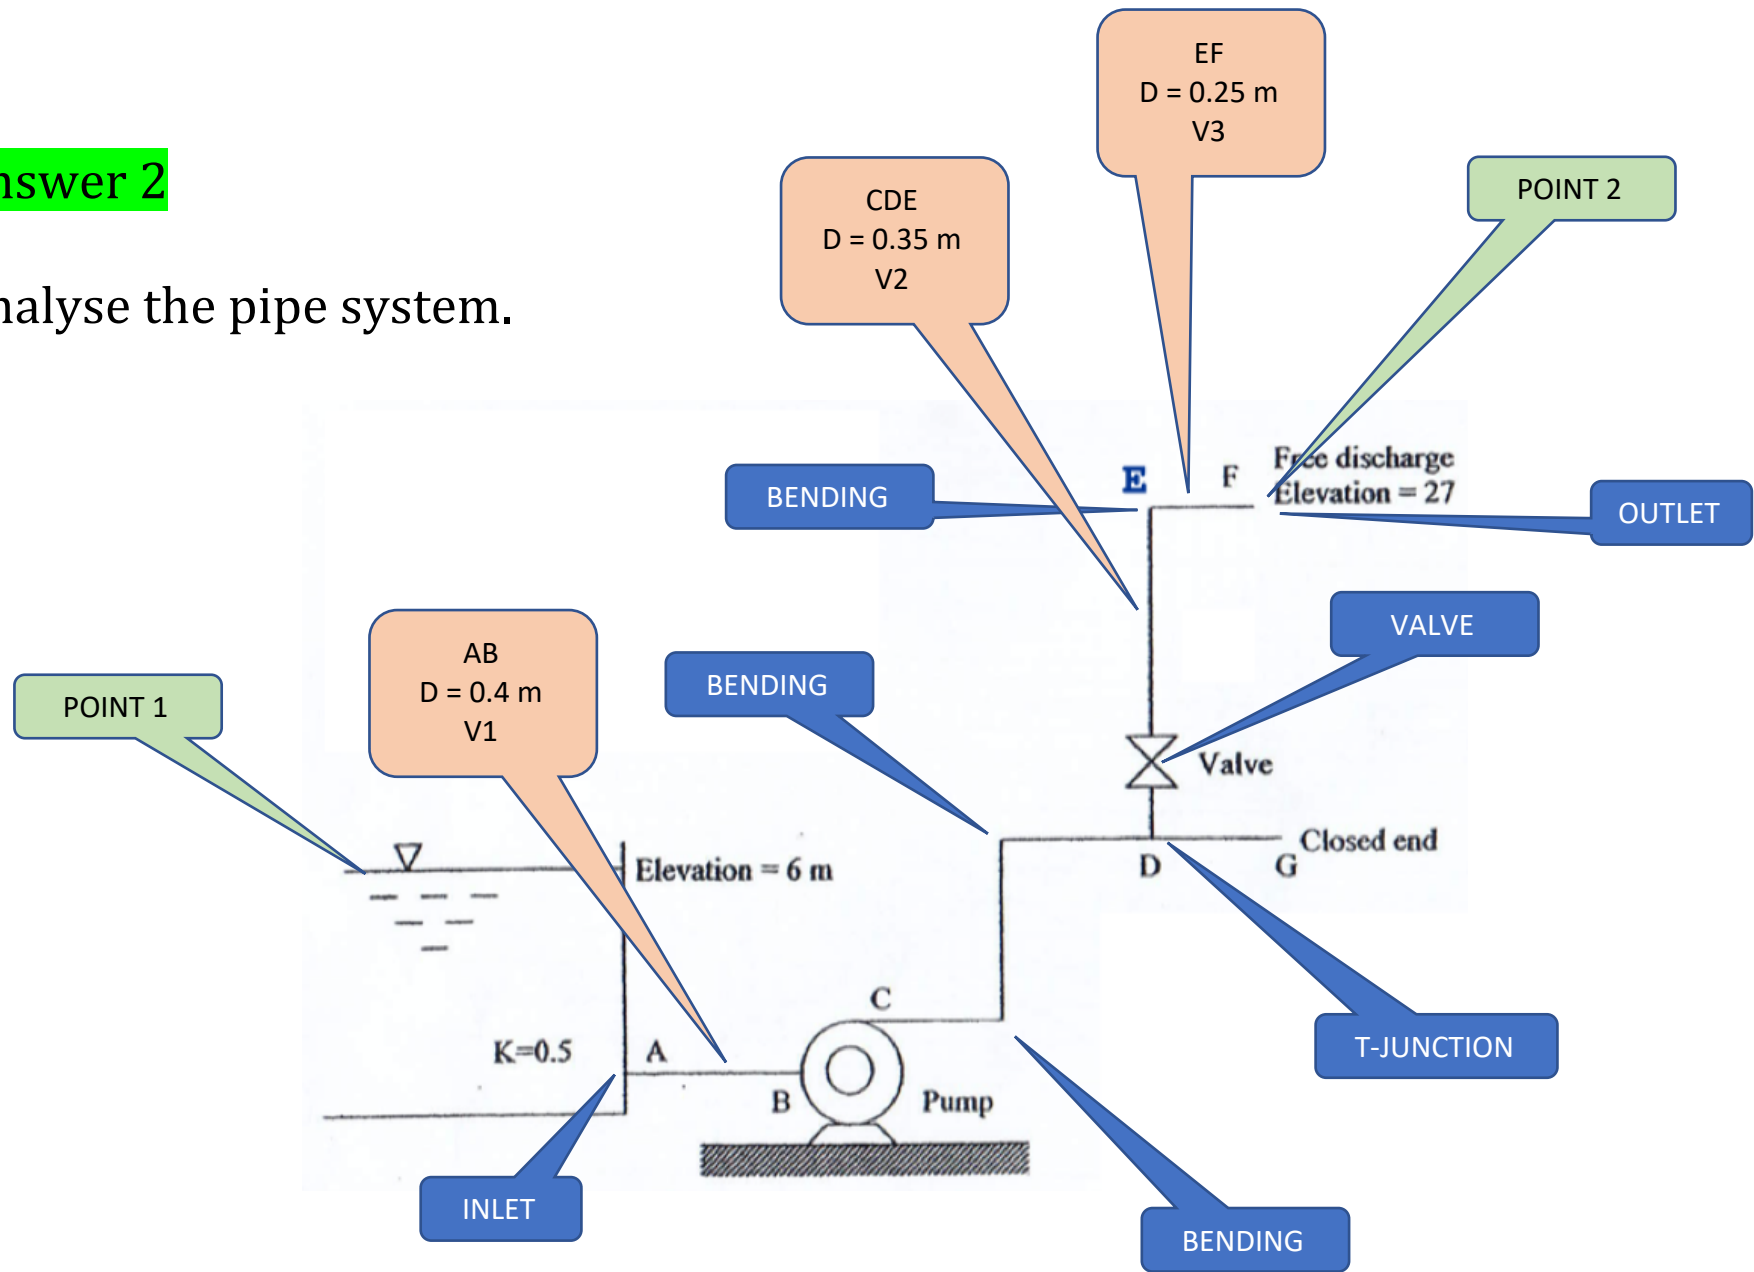 nswer 2
nalyse the pipe system.
EF
D = 0.25 m
V3
CDE
D = 0.35 m
V2
POINT 2
BENDING
E
F
Free discharge
Elevation = 27
OUTLET
AB
D = 0.4 m
V1
BENDING
VALVE
POINT 1
Valve
Elevation = 6 m
D
G
Closed end
C
K=0.5
A
B
Pump
T-JUNCTION
INLET
BENDING